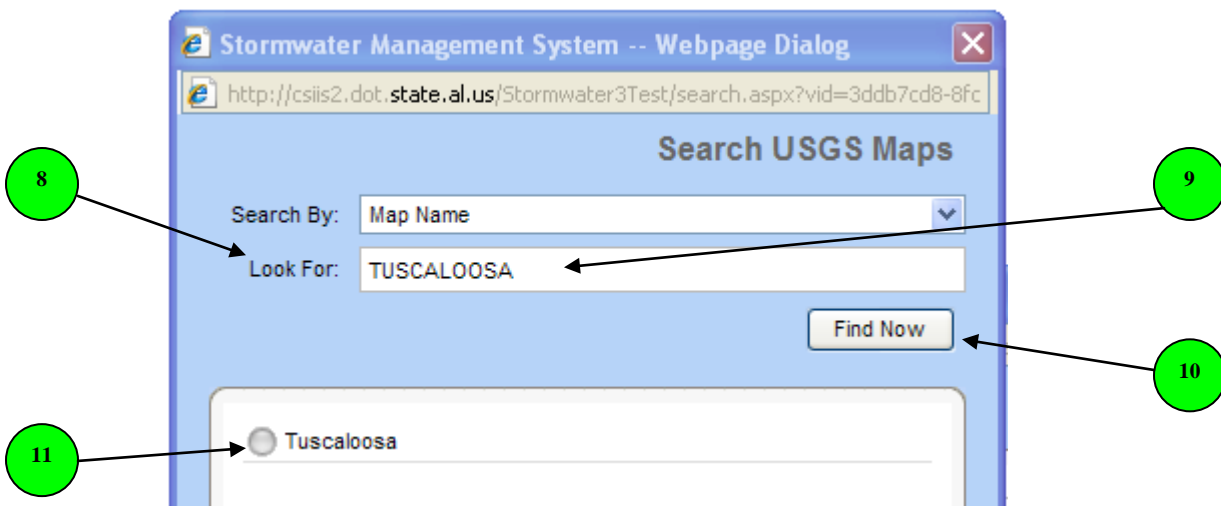 Stormwater Management System -- Webpage Dialog
http://csiis2.dot.state.al.us/Stormwater3Test/search.aspx?vid=3ddb7cd8-8fc
Search USGS Maps
8
9
Search By: Map Name
Look For: TUSCALOOSA
Find Now
10
11
Tuscaloosa